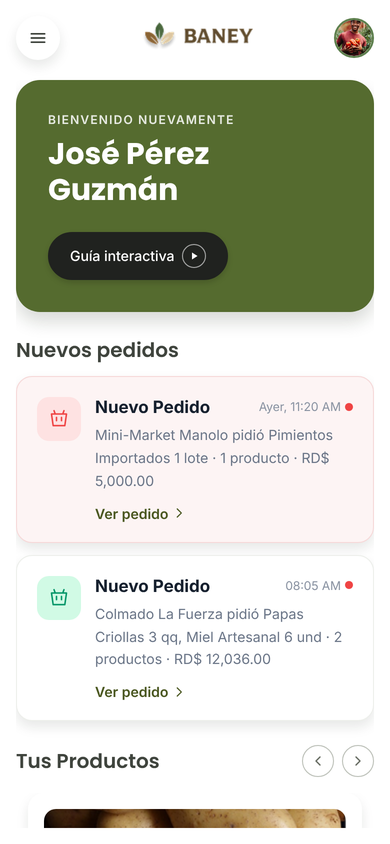 BANEY
BIENVENIDO NUEVAMENTE
José Pérez
Guzmán
Guía interactiva
Nuevos pedidos
Nuevo Pedido
Ayer, 11:20 AM
Mini-Market Manolo pidió Pimientos
Importados 1 lote · 1 producto · RD$
5,000.00
Ver pedido
Nuevo Pedido
08:05 AM
Colmado La Fuerza pidió Papas
Criollas 3 qq, Miel Artesanal 6 und · 2
productos · RD$ 12,036.00
Ver pedido
Tus Productos